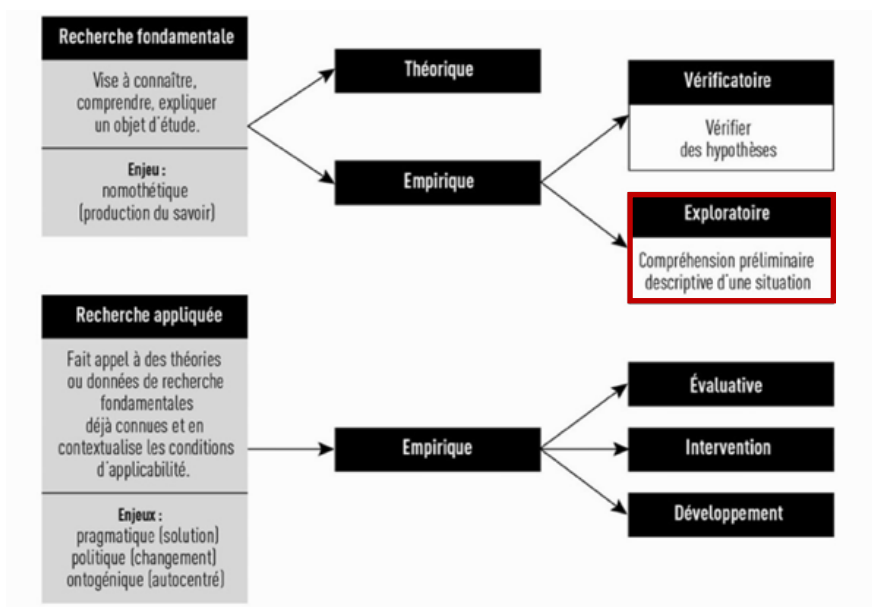 Recherche fondamentale
Vise à connaître,
comprendre, expliquer
un objet d'étude.
Enjeu :
nomothétique
(production du savoir)
Théorique
Empirique
Vérificatoire
Vérifier
des hypothèses
Exploratoire
Compréhension préliminaire
descriptive d'une situation
Recherche appliquée
Fait appel à des théories
ou données de recherche
fondamentales
déjà connues et en
contextualise les conditions
d'applicabilité.
Enjeux :
pragmatique (solution)
politique (changement)
ontogénique (autocentré)
Empirique
Évaluative
Intervention
Développement